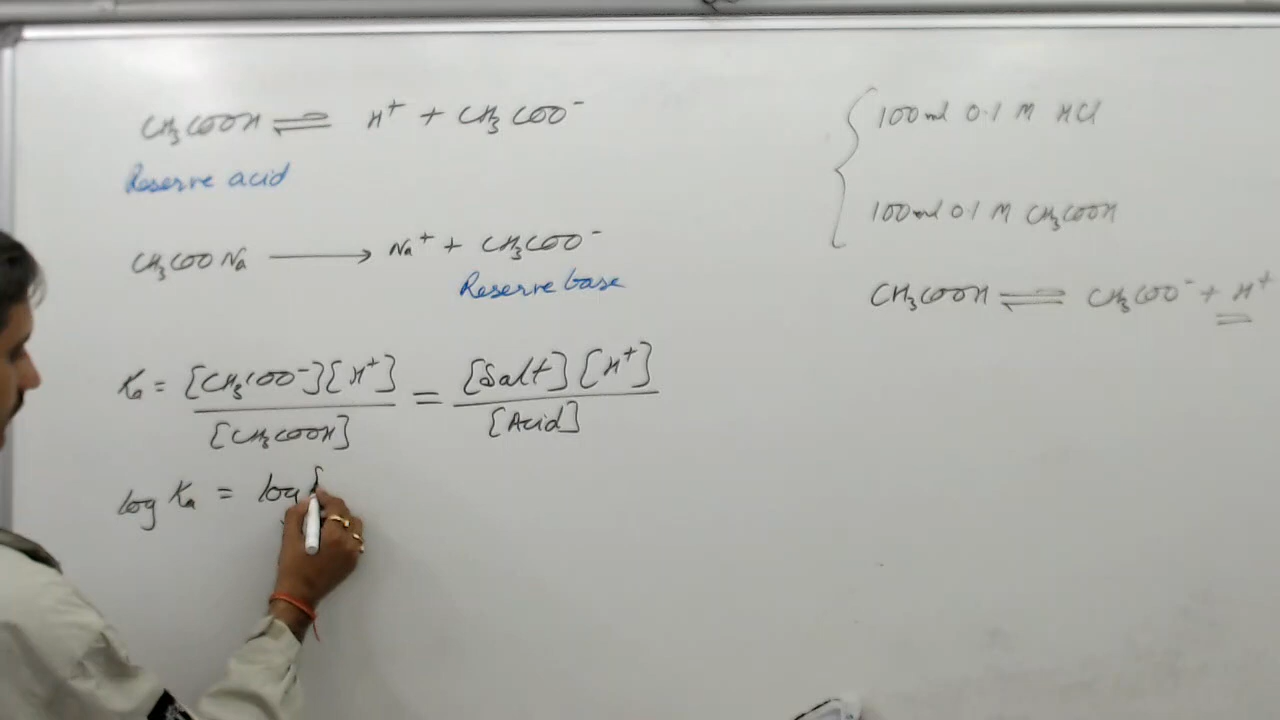 CH₃COOH ⇌ H⁺ + CH₃COO⁻
Reserve acid
CH₃COONa ⟶ Na⁺ + CH₃COO⁻
Reserve base
Ka = [CH₃COO⁻][H⁺] / [CH₃COOH] = [Salt][H⁺] / [Acid]
log Ka = log [
100ml 0.1 M HCl
100ml 0.1 M CH₃COOH
CH₃COOH ⇌ CH₃COO⁻ + H⁺